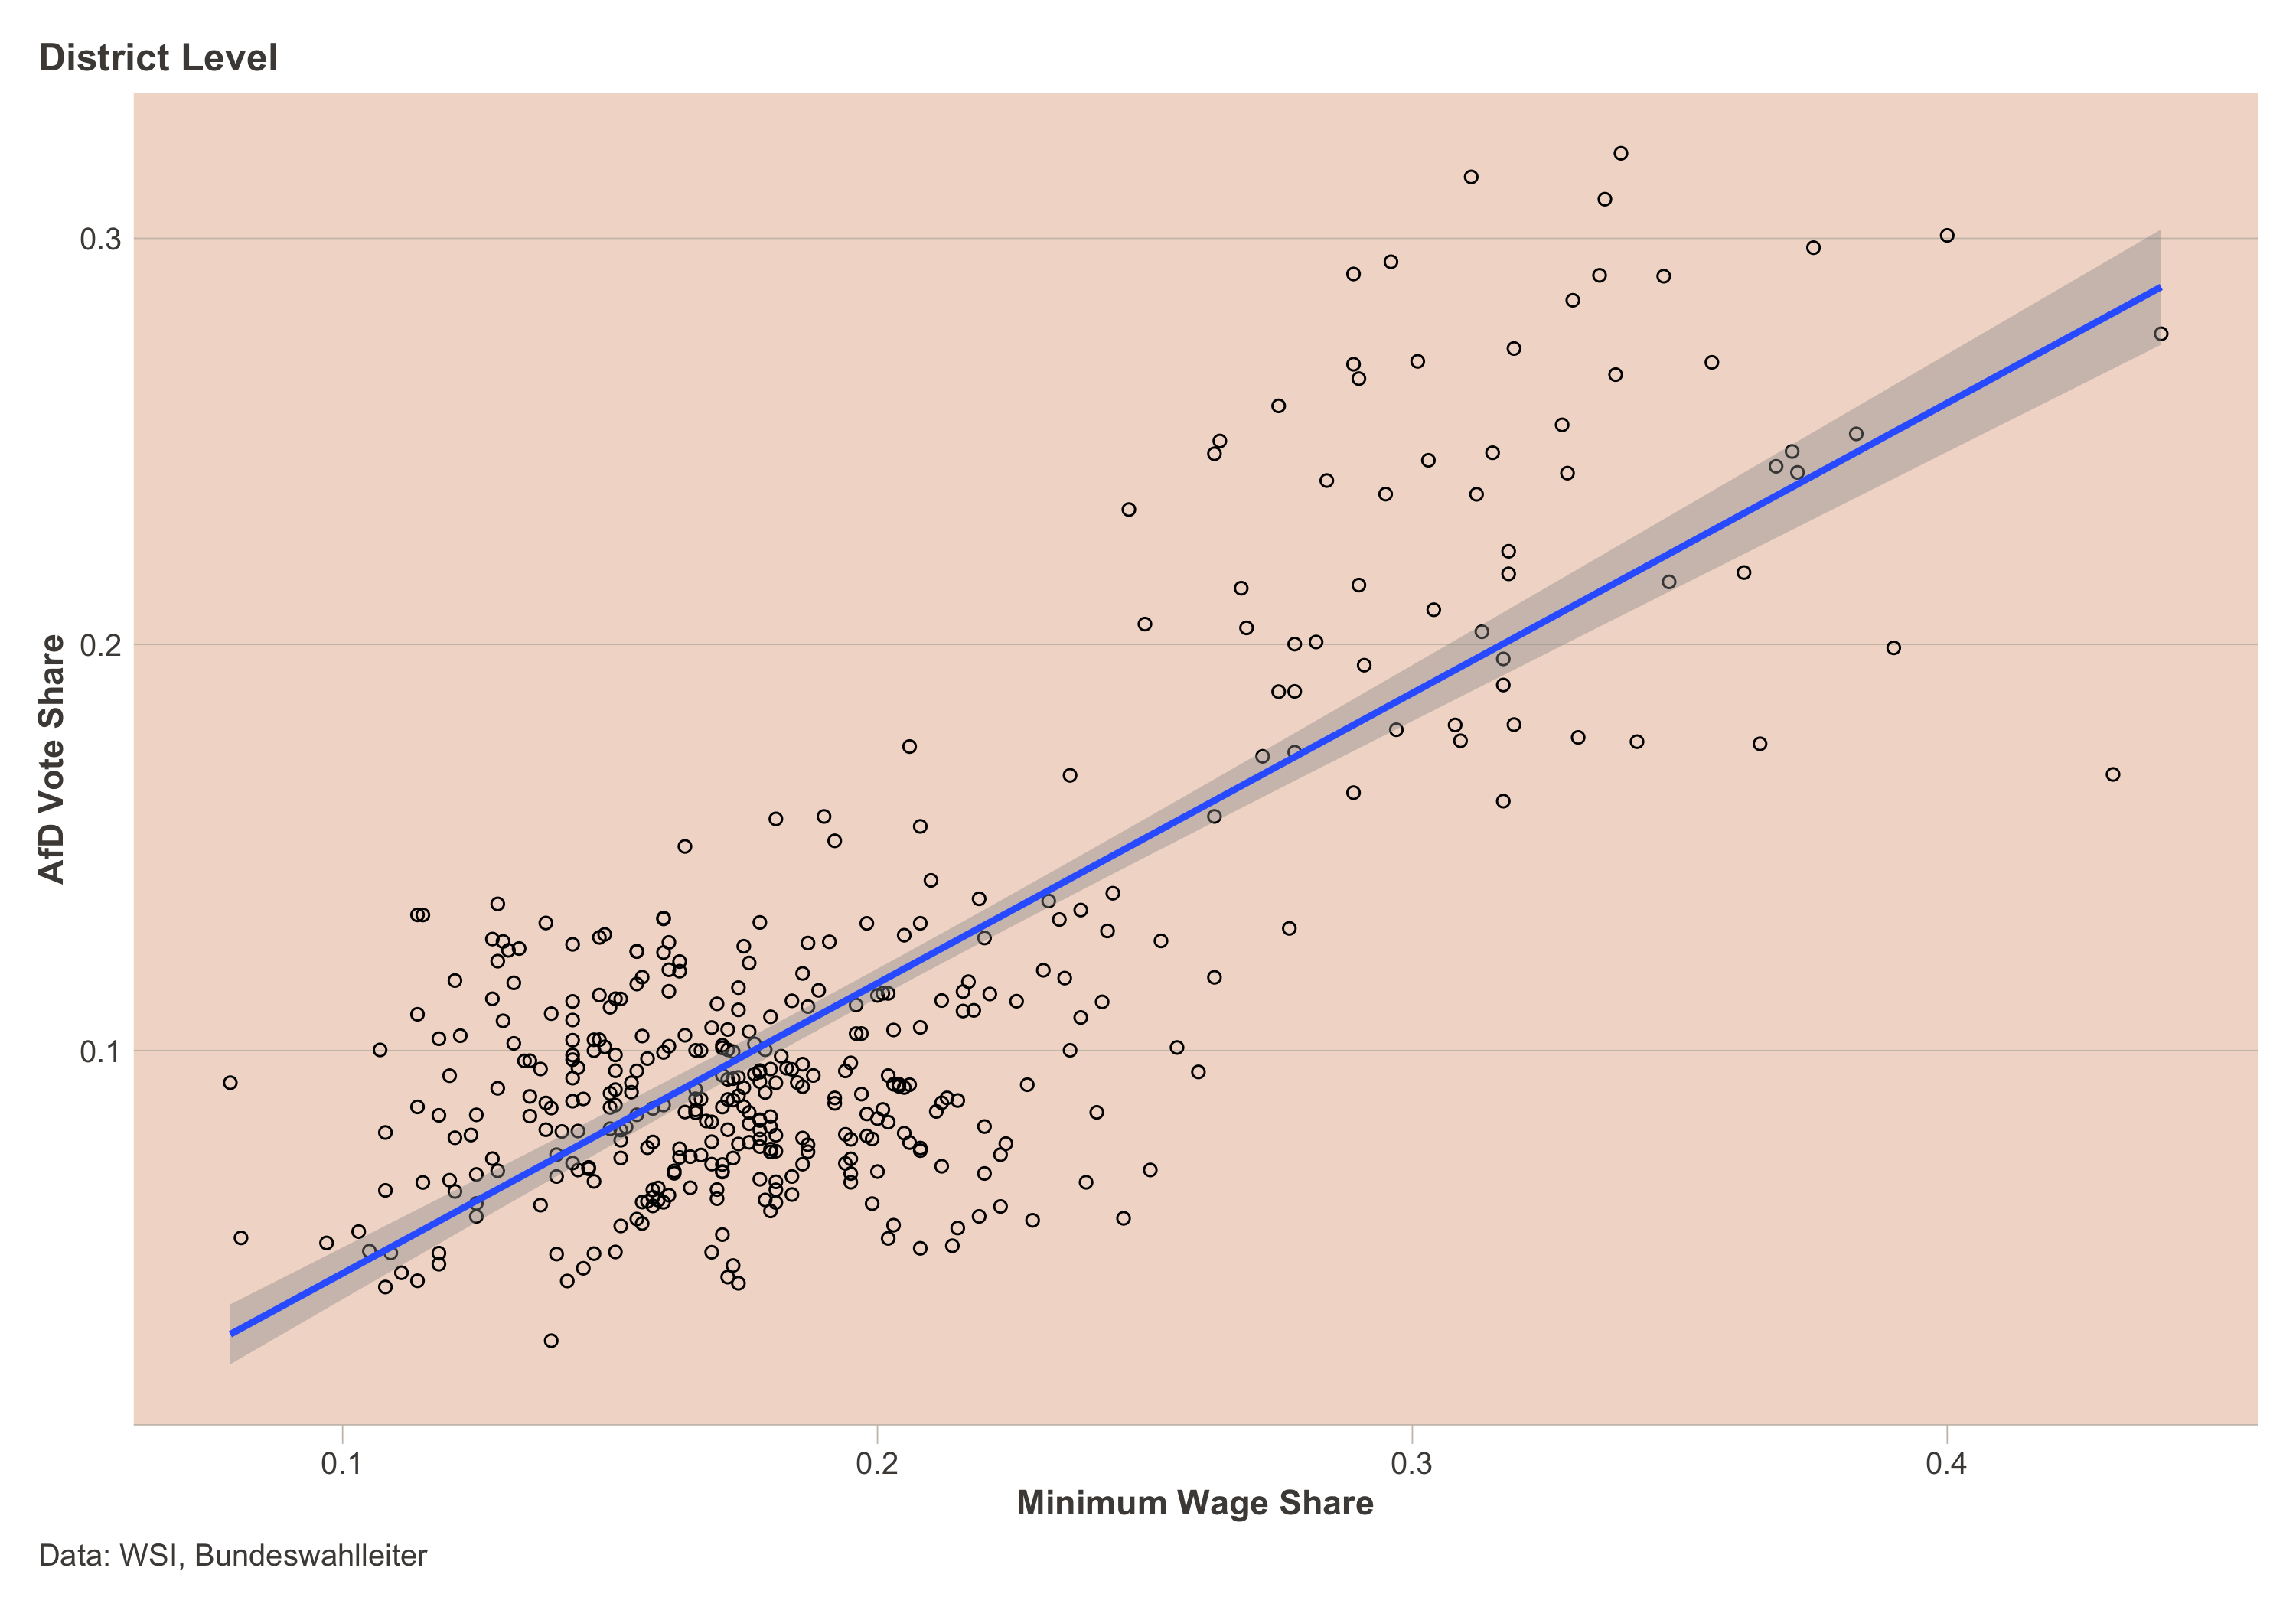 District Level
0.3
0.2
0.1
AfD Vote Share
0.1 0.2 0.3 0.4
Minimum Wage Share
Data: WSI, Bundeswahlleiter